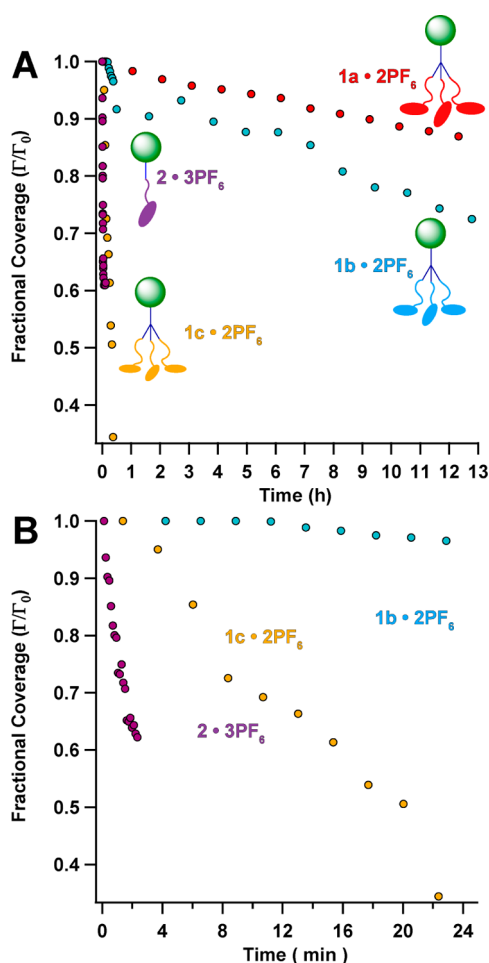 A
1.0
0.9
0.8
0.7
0.6
0.5
0.4
Fractional Coverage (Γ/Γ₀)
1a • 2PF₆
2 • 3PF₆
1b • 2PF₆
1c • 2PF₆
0 1 2 3 4 5 6 7 8 9 10 11 12 13
Time (h)
B
1.0
0.9
0.8
0.7
0.6
0.5
0.4
Fractional Coverage (Γ/Γ₀)
1b • 2PF₆
1c • 2PF₆
2 • 3PF₆
0 4 8 12 16 20 24
Time ( min )